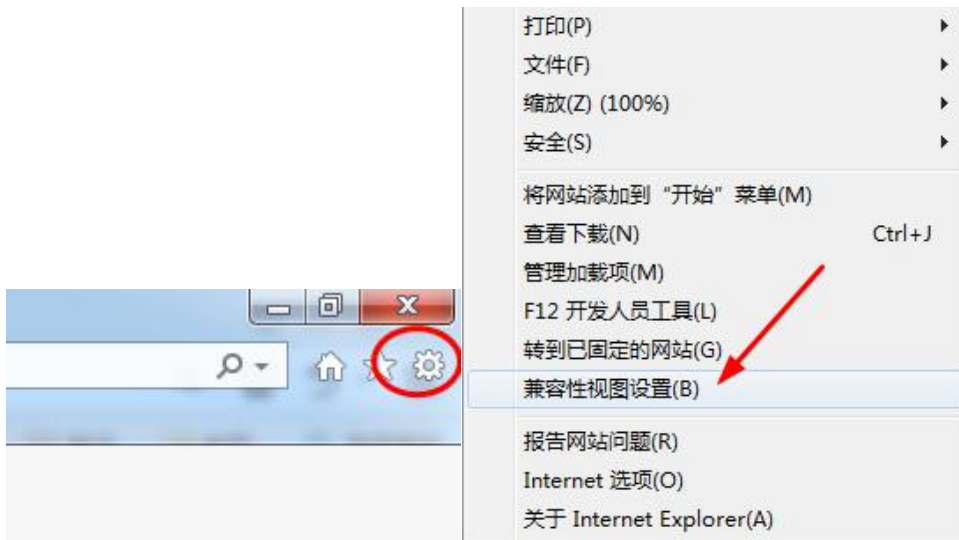 打印(P)
文件(F)
缩放(Z) (100%)
安全(S)
将网站添加到“开始”菜单(M)
查看下载(N) Ctrl+J
管理加载项(M)
F12 开发人员工具(L)
转到已固定的网站(G)
兼容性视图设置(B)
报告网站问题(R)
Internet 选项(O)
关于 Internet Explorer(A)